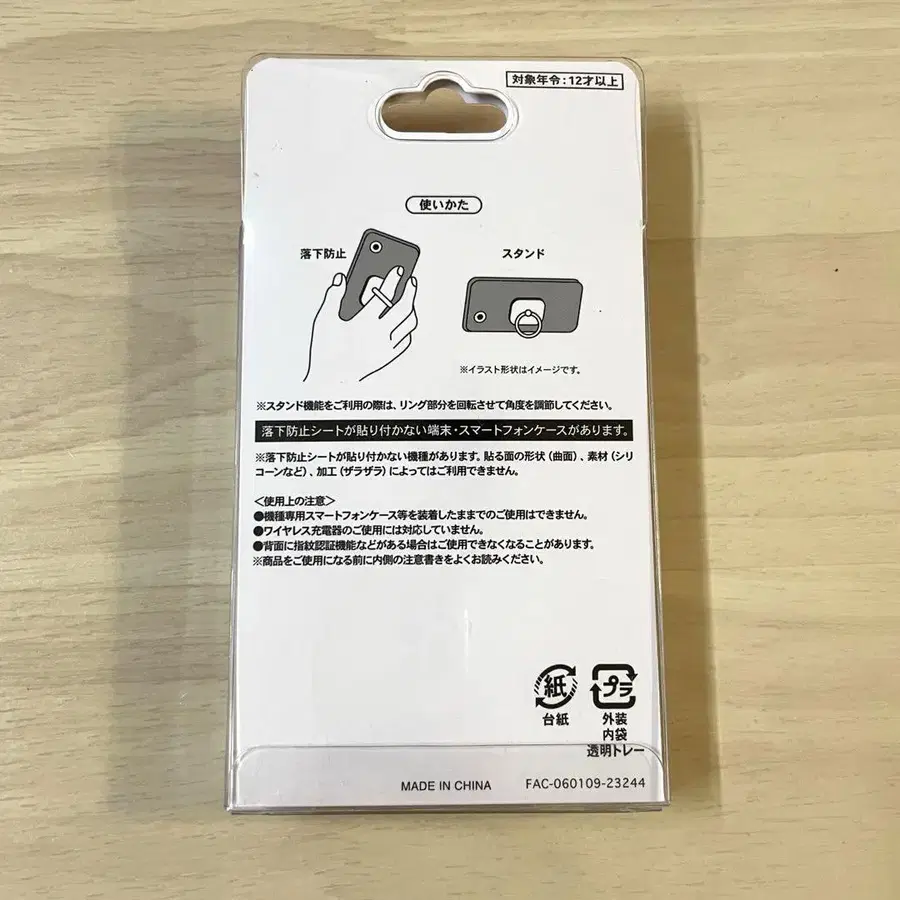 対象年令:12才以上
使いかた
落下防止
スタンド
※イラスト形状はイメージです。
※スタンド機能をご利用の際は、リング部分を回転させて角度を調節してください。
落下防止シートが貼り付かない端末・スマートフォンケースがあります。
※落下防止シートが貼り付かない機種があります。貼る面の形状（曲面）、素材（シリ
コーンなど）、加工（ザラザラ）によってはご利用できません。
＜使用上の注意＞
●機種専用スマートフォンケース等を装着したままでのご使用はできません。
●ワイヤレス充電器のご使用には対応していません。
●背面に指紋認証機能などがある場合はご使用できなくなることがあります。
※商品をご使用になる前に内側の注意書きをよくお読みください。
紙
プラ
台紙
外装
内袋
透明トレー
MADE IN CHINA
FAC-060109-23244